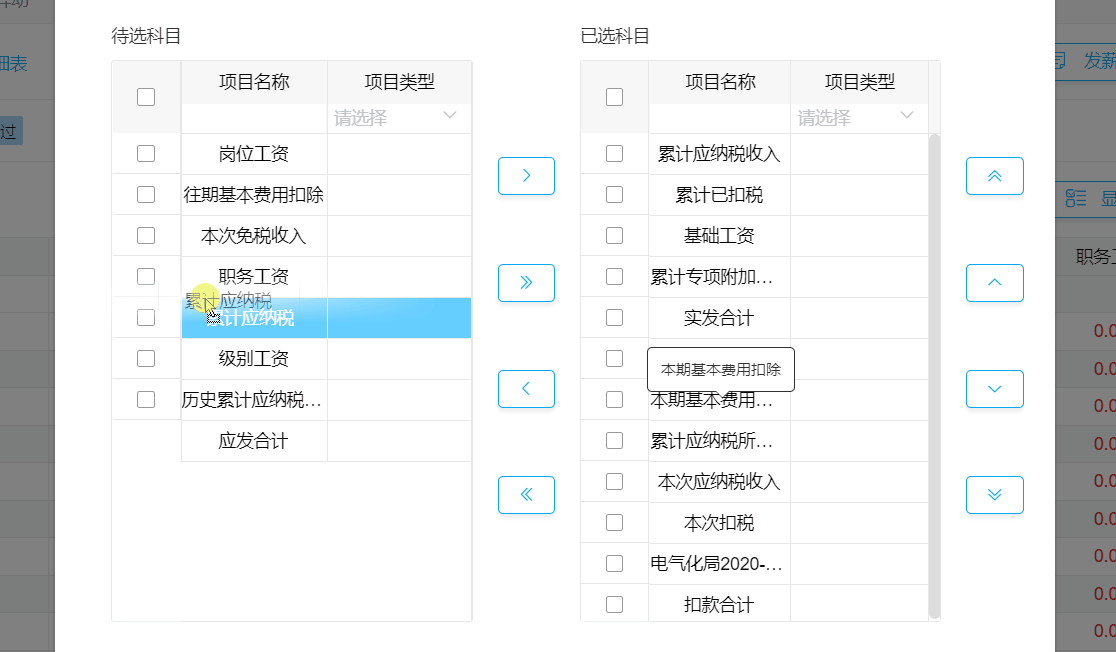 待选科目
项目名称
项目类型
请选择
岗位工资
往期基本费用扣除
本次免税收入
职务工资
累计应纳税
累计应纳税
级别工资
历史累计应纳税…
应发合计
已选科目
项目名称
项目类型
请选择
累计应纳税收入
累计已扣税
基础工资
累计专项附加…
实发合计
本期基本费用扣除
本期基本费用…
累计应纳税所…
本次应纳税收入
本次扣税
电气化局2020-…
扣款合计
细表
过
发薪
显
职务工
0.0
0.0
0.0
0.0
0.0
0.0
0.0
0.0
0.0